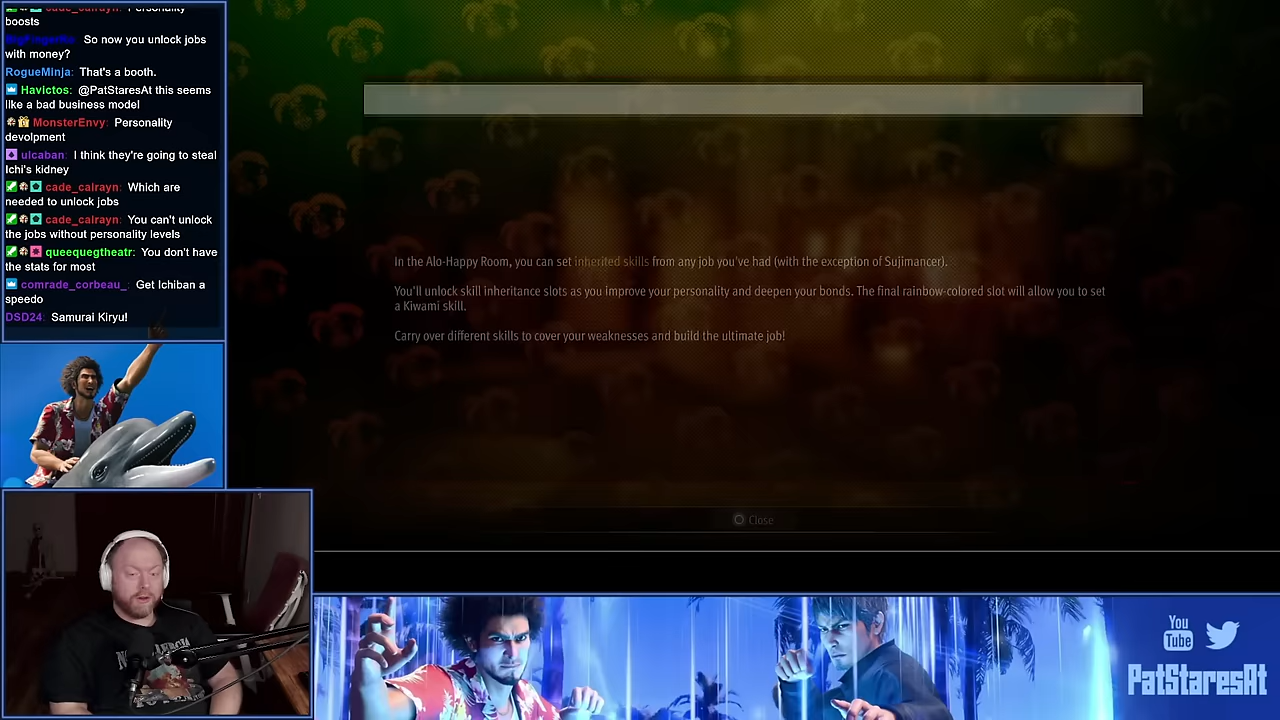 boosts
So now you unlock jobs
with money?
RogueMinja: That's a booth.
Havictos: @PatStaresAt this seems
like a bad business model
MonsterEnvy: Personality
devolpment
ulcaban: I think they're going to steal
Ichi's kidney
cade_cairayn: Which are
needed to unlock jobs
cade_cairayn: You can't unlock
the jobs without personality levels
queequegtheatr: You don't have
the stats for most
comrade_corbeau_: Get Ichiban a
speedo
DSD24: Samurai Kiryu!
In the Alo-Happy Room, you can set inherited skills from any job you've had (with the exception of Sujimancer).
You'll unlock skill inheritance slots as you improve your personality and deepen your bonds. The final rainbow-colored slot will allow you to set
a Kiwami skill.
Carry over different skills to cover your weaknesses and build the ultimate job!
Close
You
Tube
PatStaresAt